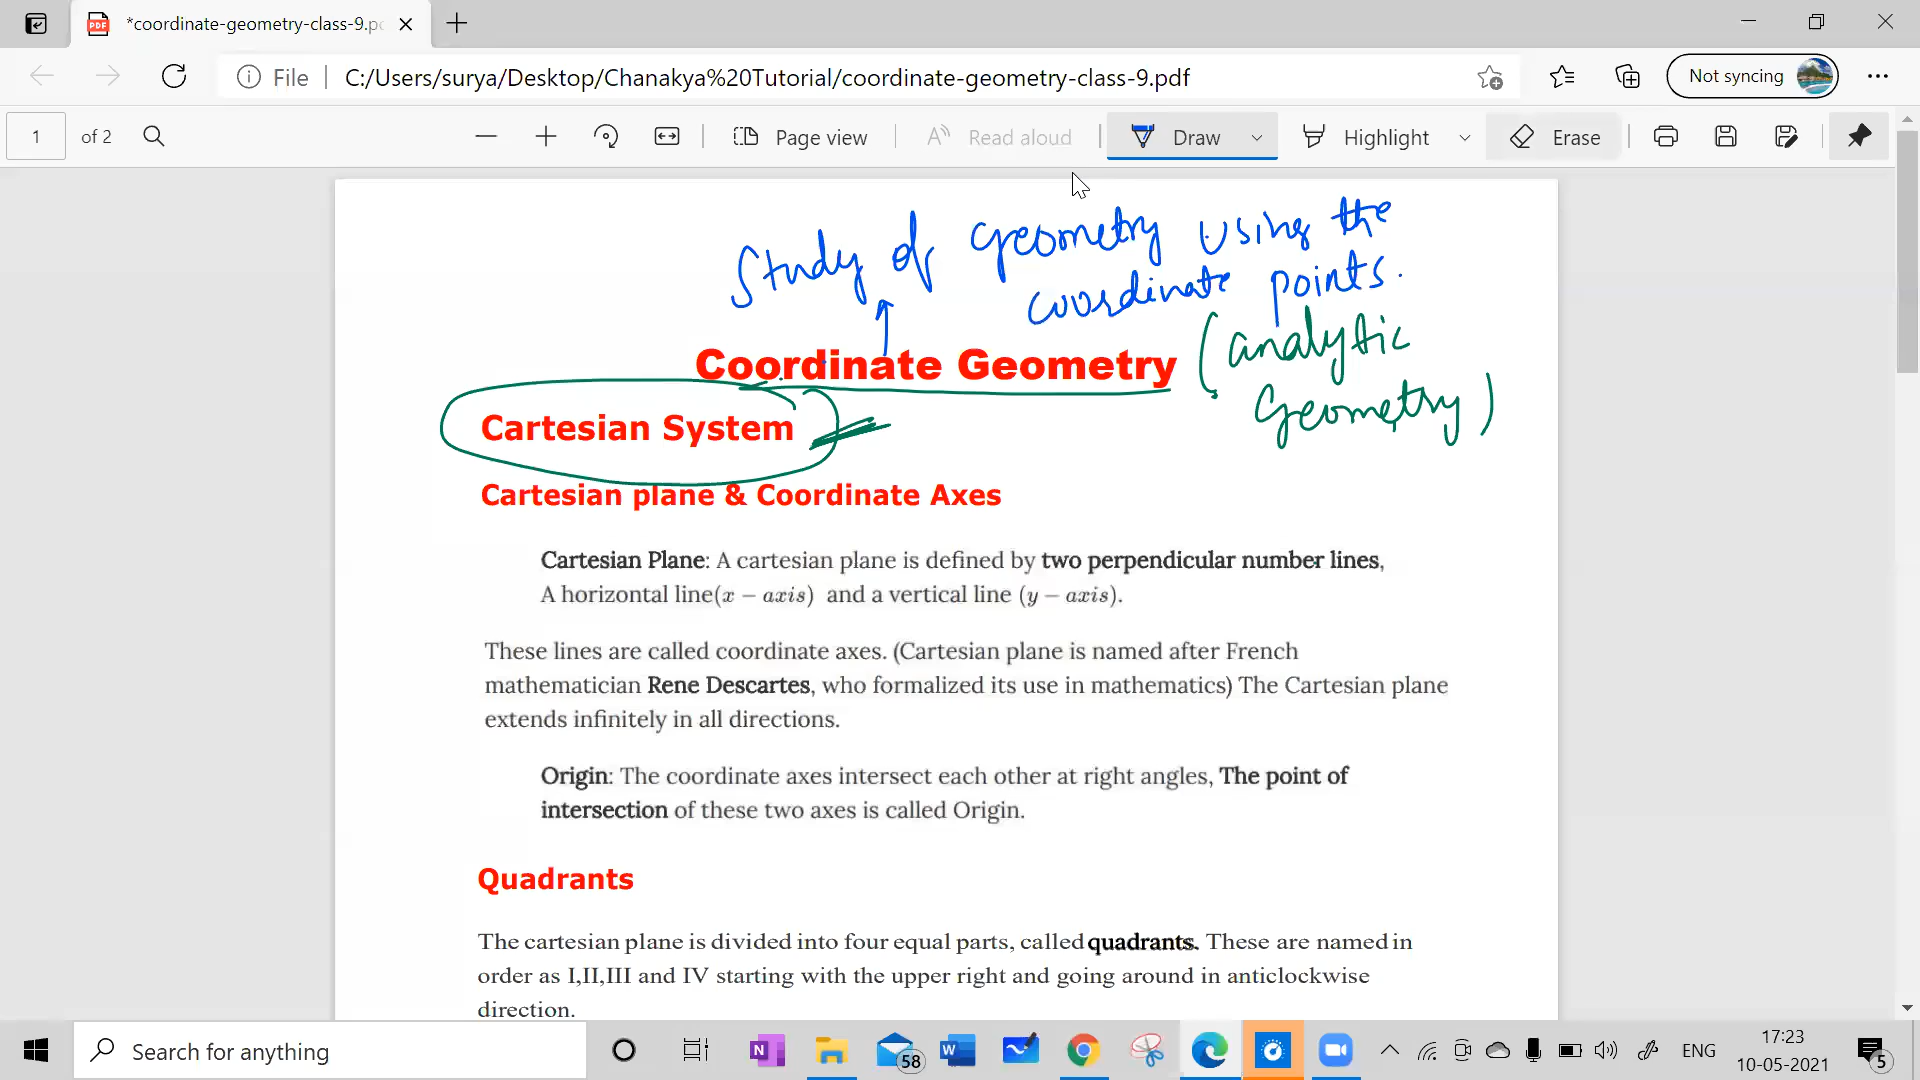 *coordinate-geometry-class-9.pd
File
C:/Users/surya/Desktop/Chanakya%20Tutorial/coordinate-geometry-class-9.pdf
Not syncing
1 of 2
Page view
Read aloud
Draw
Highlight
Erase
Study of geometry using the
coordinate points.
Coordinate Geometry
(analytic
Geometry)
Cartesian System
Cartesian plane & Coordinate Axes
Cartesian Plane: A cartesian plane is defined by two perpendicular number lines,
A horizontal line(x − axis) and a vertical line (y − axis).
These lines are called coordinate axes. (Cartesian plane is named after French
mathematician Rene Descartes, who formalized its use in mathematics) The Cartesian plane
extends infinitely in all directions.
Origin: The coordinate axes intersect each other at right angles, The point of
intersection of these two axes is called Origin.
Quadrants
The cartesian plane is divided into four equal parts, called quadrants. These are named in
order as I,II,III and IV starting with the upper right and going around in anticlockwise
direction.
Search for anything
58
ENG
17:23
10-05-2021
5